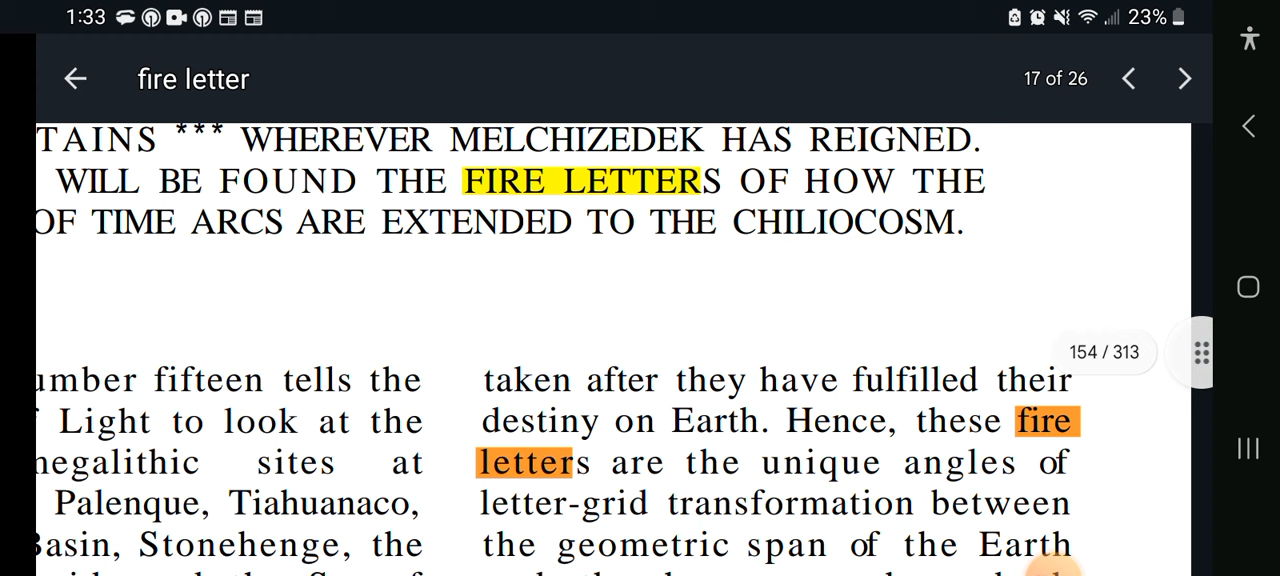 1:33
23%
fire letter
17 of 26
TAINS *** WHEREVER MELCHIZEDEK HAS REIGNED.
WILL BE FOUND THE FIRE LETTERS OF HOW THE
OF TIME ARCS ARE EXTENDED TO THE CHILIOCOSM.
154 / 313
umber fifteen tells the
Light to look at the
megalithic sites at
Palenque, Tiahuanaco,
Basin, Stonehenge, the
taken after they have fulfilled their
destiny on Earth. Hence, these fire
letters are the unique angles of
letter-grid transformation between
the geometric span of the Earth